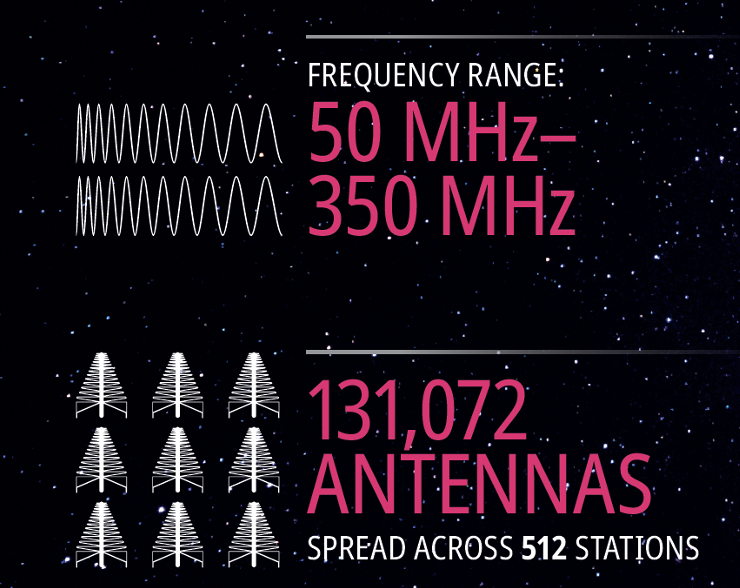 FREQUENCY RANGE:
50 MHz–
350 MHz
131,072
ANTENNAS
SPREAD ACROSS 512 STATIONS